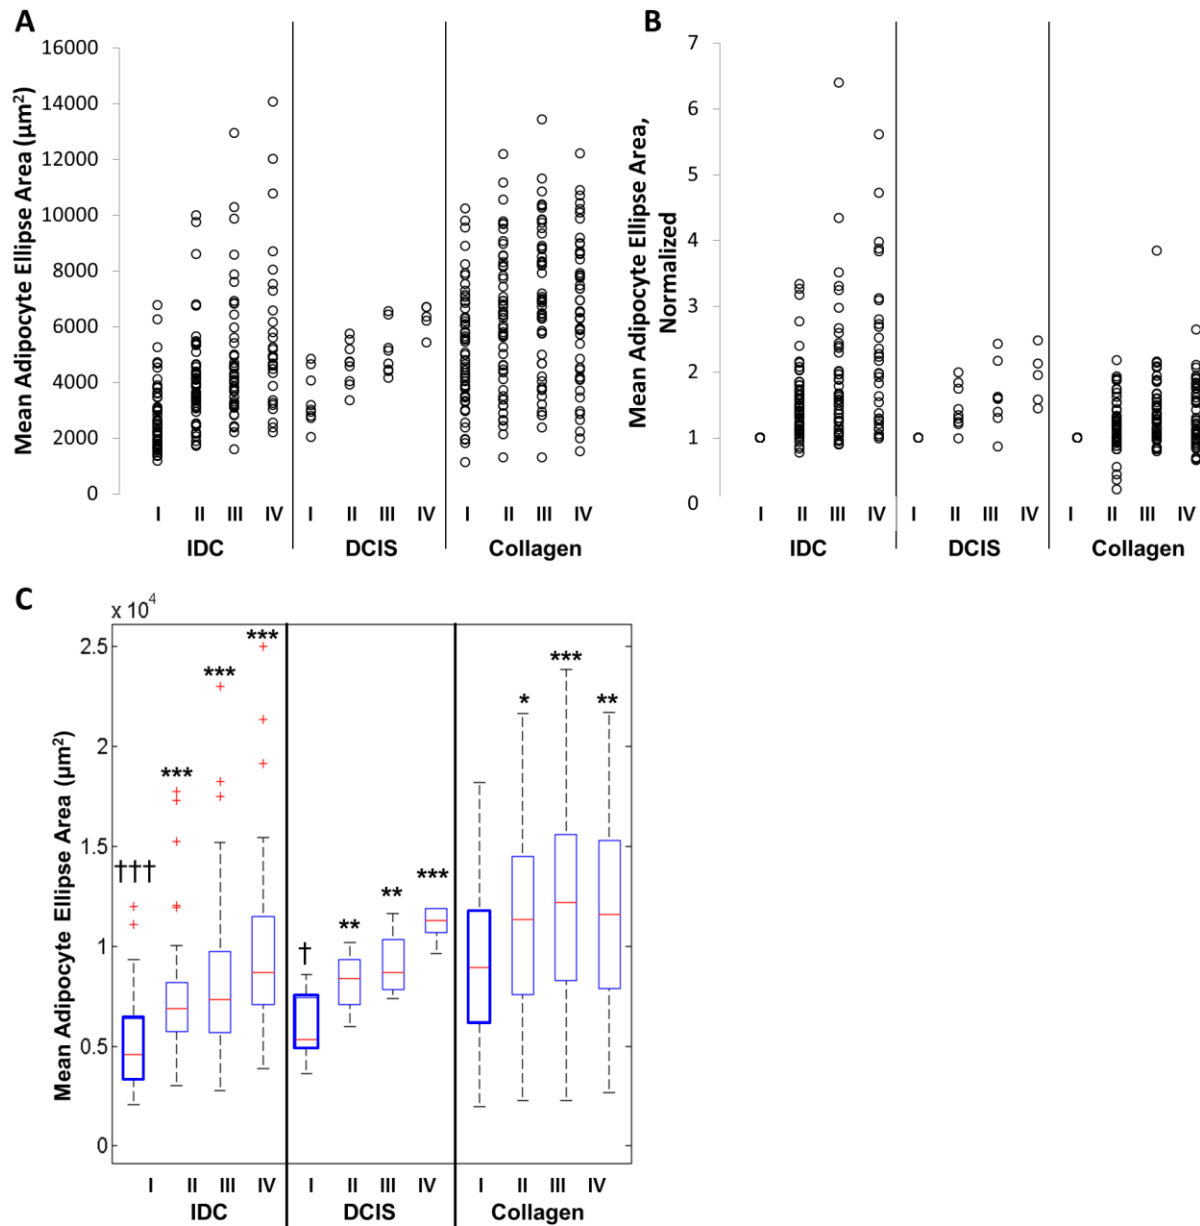 A
Mean Adipocyte Ellipse Area (µm²)
16000
14000
12000
10000
8000
6000
4000
2000
0
I II III IV I II III IV I II III IV
IDC DCIS Collagen
B
Mean Adipocyte Ellipse Area,
Normalized
7
6
5
4
3
2
1
0
I II III IV I II III IV I II III IV
IDC DCIS Collagen
C
x 10⁴
Mean Adipocyte Ellipse Area (µm²)
2.5
2
1.5
1
0.5
0
††† *** *** ***
† ** ** ***
* *** **
I II III IV I II III IV I II III IV
IDC DCIS Collagen